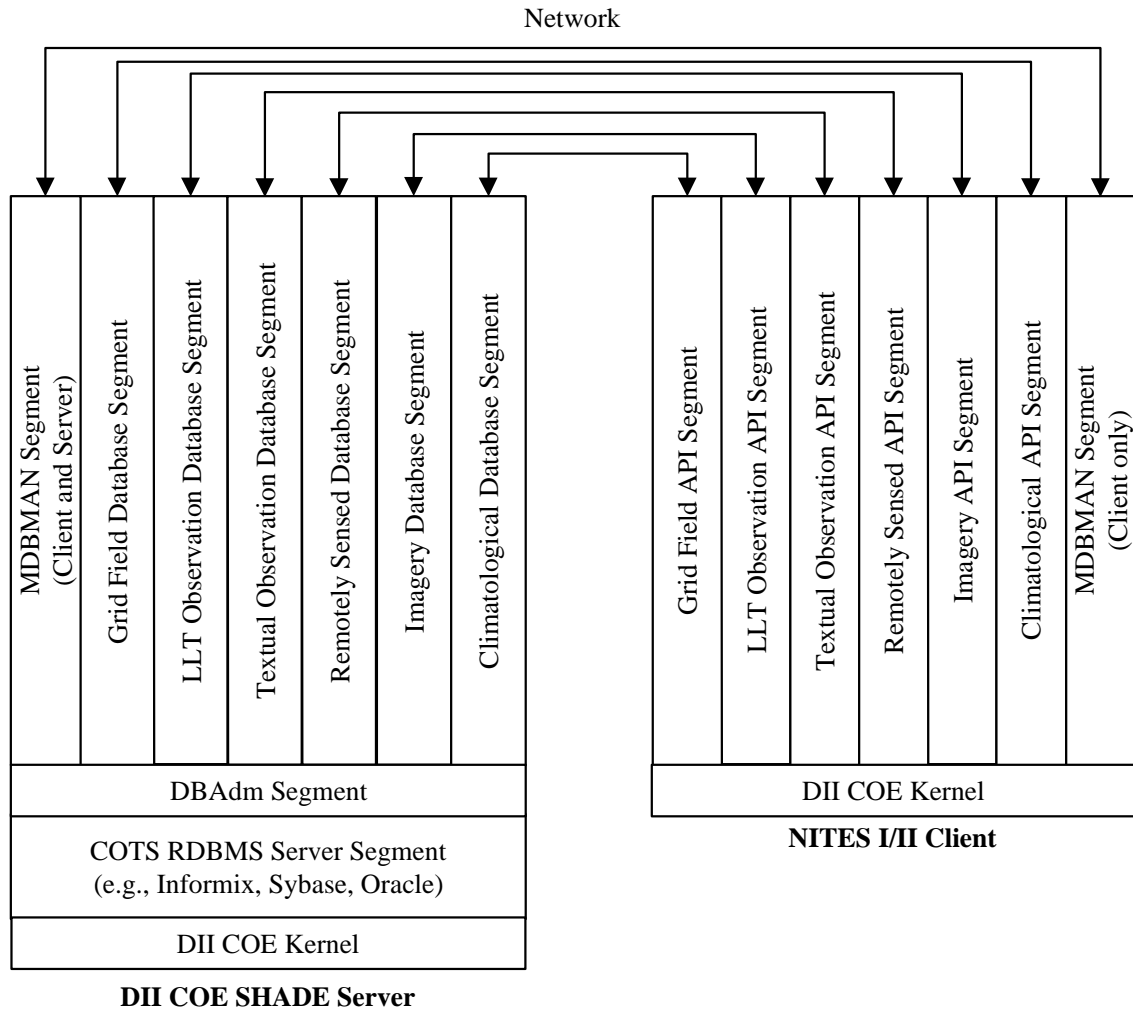 Network
MDBMAN Segment
(Client and Server)
Grid Field Database Segment
LLT Observation Database Segment
Textual Observation Database Segment
Remotely Sensed Database Segment
Imagery Database Segment
Climatological Database Segment
Grid Field API Segment
LLT Observation API Segment
Textual Observation API Segment
Remotely Sensed API Segment
Imagery API Segment
Climatological API Segment
MDBMAN Segment
(Client only)
DBAdm Segment
COTS RDBMS Server Segment
(e.g., Informix, Sybase, Oracle)
DII COE Kernel
DII COE SHADE Server
DII COE Kernel
NITES I/II Client